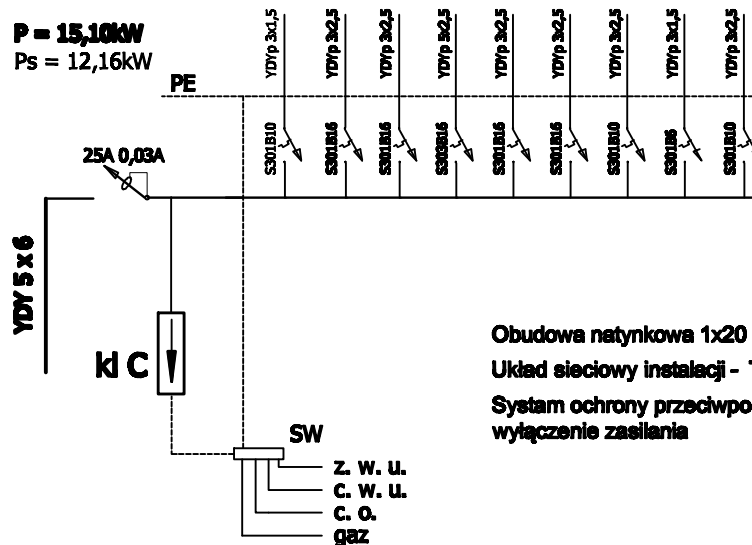 P = 15,10kW
Ps = 12,16kW
PE
YDYp 3x1,5
YDYp 3x2,5
YDYp 3x2,5
YDYp 5x2,5
YDYp 3x2,5
YDYp 3x2,5
YDYp 3x2,5
YDYp 3x1,5
YDYp 3x2,5
S301B10
S301B16
S301B16
S303B16
S301B16
S301B16
S301B10
S301B6
S301B10
25A 0,03A
YDY 5 x 6
kl C
Obudowa natynkowa 1x20
Układ sieciowy instalacji -
Systam ochrony przeciwpo
wyłączenie zasilania
SW
z. w. u.
c. w. u.
c. o.
gaz